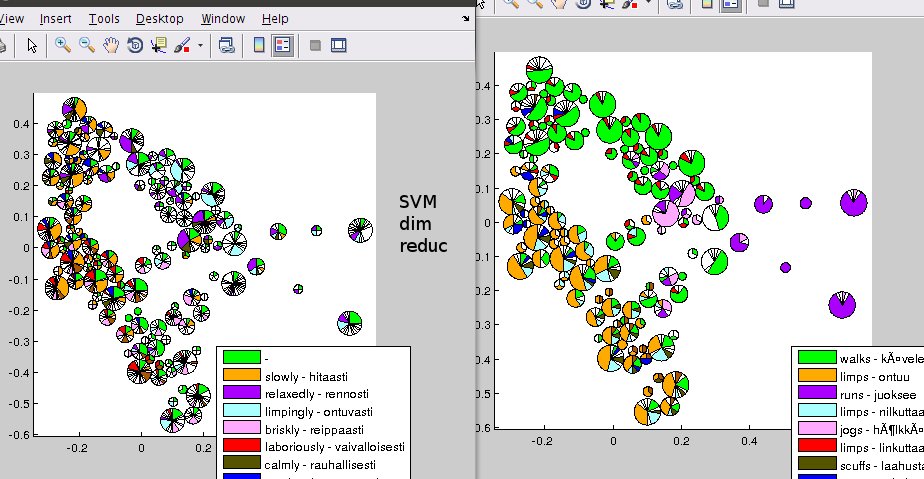 View Insert Tools Desktop Window Help
0.4
0.3
0.2
0.1
0
-0.1
-0.2
-0.3
-0.4
-0.5
-0.6
-0.2 0 0.2
-
slowly - hitaasti
relaxedly - rennosti
limpingly - ontuvasti
briskly - reippaasti
laboriously - vaivalloisesti
calmly - rauhallisesti
SVM
dim
reduc
0.4
0.3
0.2
0.1
0
0.1
0.2
0.3
0.4
0.5
0.6
-0.2 0 0.2 0.4 0.6
walks - kÃ¤vele
limps - ontuu
runs - juoksee
limps - nilkuttaa
jogs - hÃ¶lkkÃ¤
limps - linkuttaa
scuffs - laahusta